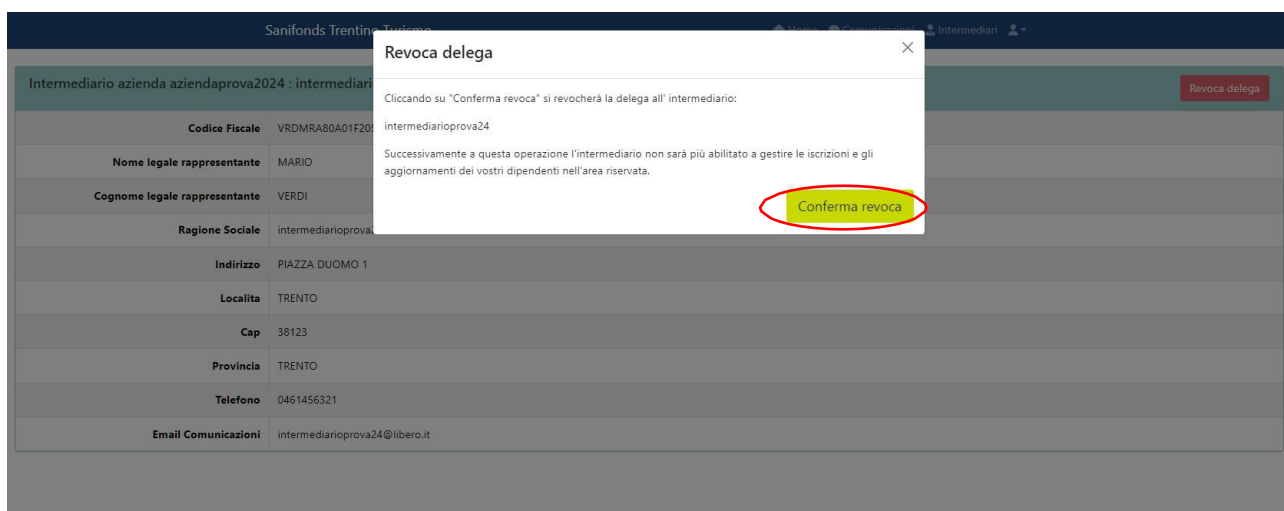 Sanifonds Trentino Turismo Home Comunicazioni Intermediari
Revoca delega
Intermediario azienda aziendaprova2024 : intermediari
Revoca delega
Cliccando su "Conferma revoca" si revocherà la delega all' intermediario:
intermediarioprova24
Successivamente a questa operazione l'intermediario non sarà più abilitato a gestire le iscrizioni e gli
aggiornamenti dei vostri dipendenti nell'area riservata.
Conferma revoca
Codice Fiscale VRDMRA80A01F205
Nome legale rappresentante MARIO
Cognome legale rappresentante VERDI
Ragione Sociale intermediarioprova2
Indirizzo PIAZZA DUOMO 1
Localita TRENTO
Cap 38123
Provincia TRENTO
Telefono 0461456321
Email Comunicazioni intermediarioprova24@libero.it